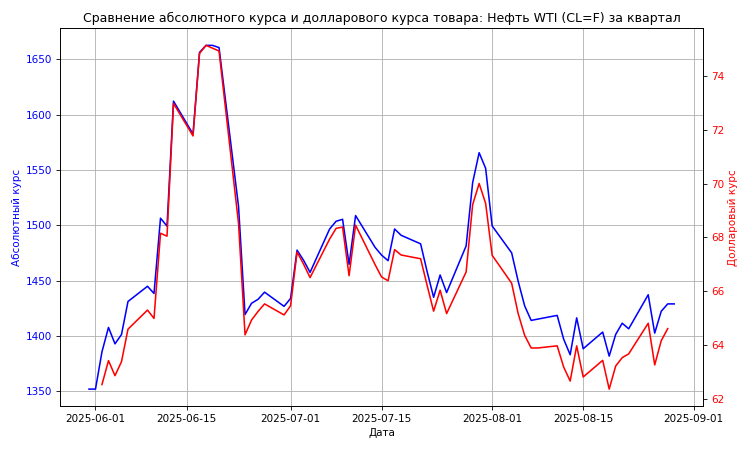 Сравнение абсолютного курса и долларового курса товара: Нефть WTI (CL=F) за квартал
Абсолютный курс
1650
1600
1550
1500
1450
1400
1350
74
72
70
68
66
64
62
Долларовый курс
2025-06-01 2025-06-15 2025-07-01 2025-07-15 2025-08-01 2025-08-15 2025-09-01
Дата